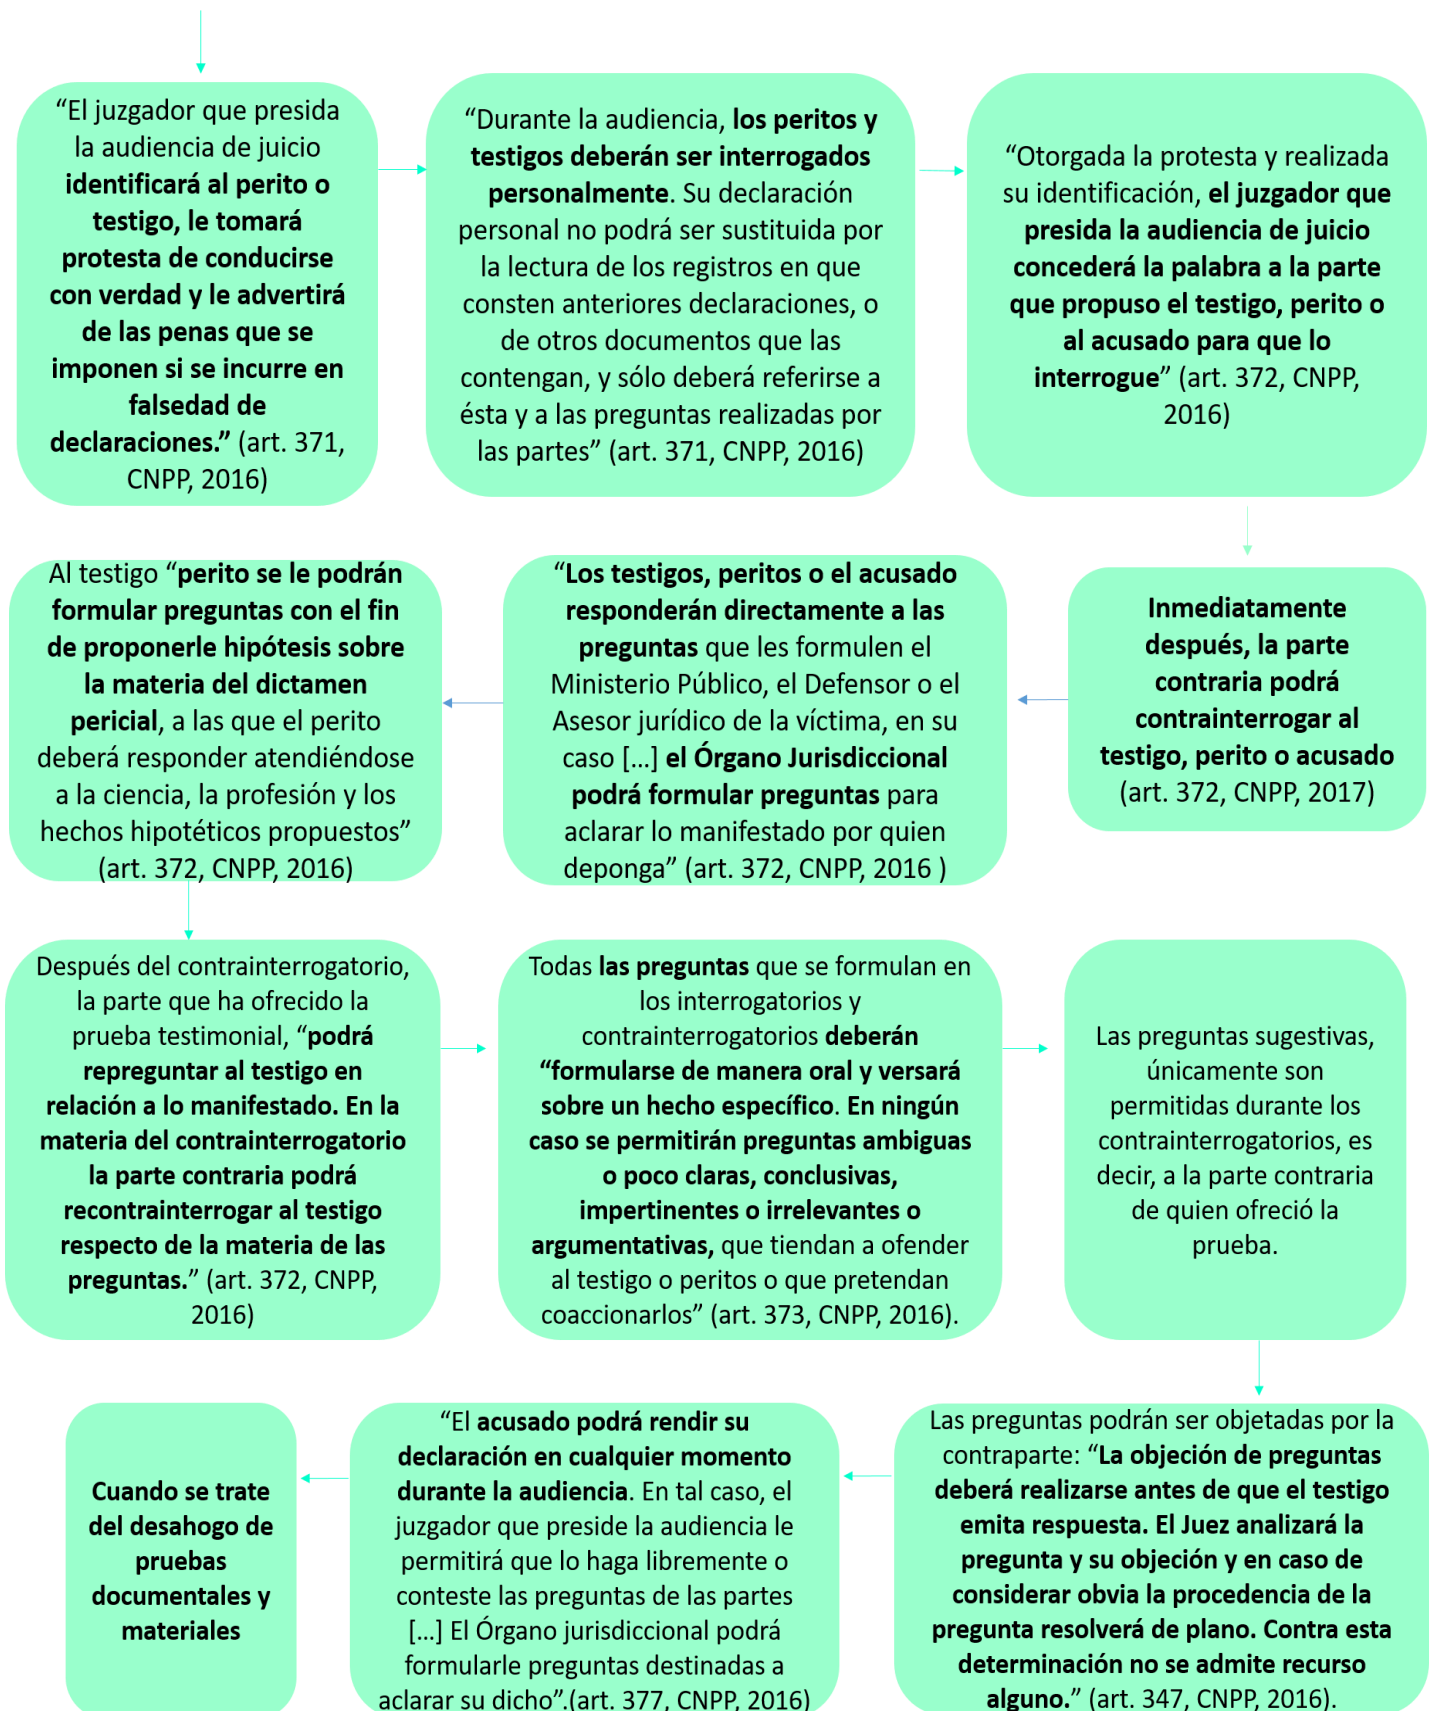 “El juzgador que presida
la audiencia de juicio
identificará al perito o
testigo, le tomará
protesta de conducirse
con verdad y le advertirá
de las penas que se
imponen si se incurre en
falsedad de
declaraciones.” (art. 371,
CNPP, 2016)
“Durante la audiencia, los peritos y
testigos deberán ser interrogados
personalmente. Su declaración
personal no podrá ser sustituida por
la lectura de los registros en que
consten anteriores declaraciones, o
de otros documentos que las
contengan, y sólo deberá referirse a
ésta y a las preguntas realizadas por
las partes” (art. 371, CNPP, 2016)
“Otorgada la protesta y realizada
su identificación, el juzgador que
presida la audiencia de juicio
concederá la palabra a la parte
que propuso el testigo, perito o
al acusado para que lo
interrogue” (art. 372, CNPP,
2016)
Inmediatamente
después, la parte
contraria podrá
contrainterrogar al
testigo, perito o acusado
(art. 372, CNPP, 2017)
“Los testigos, peritos o el acusado
responderán directamente a las
preguntas que les formulen el
Ministerio Público, el Defensor o el
Asesor jurídico de la víctima, en su
caso [...] el Órgano Jurisdiccional
podrá formular preguntas para
aclarar lo manifestado por quien
deponga” (art. 372, CNPP, 2016 )
Al testigo “perito se le podrán
formular preguntas con el fin
de proponerle hipótesis sobre
la materia del dictamen
pericial, a las que el perito
deberá responder atendiéndose
a la ciencia, la profesión y los
hechos hipotéticos propuestos”
(art. 372, CNPP, 2016)
Después del contrainterrogatorio,
la parte que ha ofrecido la
prueba testimonial, “podrá
repreguntar al testigo en
relación a lo manifestado. En la
materia del contrainterrogatorio
la parte contraria podrá
recontrainterrogar al testigo
respecto de la materia de las
preguntas.” (art. 372, CNPP,
2016)
Todas las preguntas que se formulan en
los interrogatorios y
contrainterrogatorios deberán
“formularse de manera oral y versará
sobre un hecho específico. En ningún
caso se permitirán preguntas ambiguas
o poco claras, conclusivas,
impertinentes o irrelevantes o
argumentativas, que tiendan a ofender
al testigo o peritos o que pretendan
coaccionarlos” (art. 373, CNPP, 2016).
Las preguntas sugestivas,
únicamente son
permitidas durante los
contrainterrogatorios, es
decir, a la parte contraria
de quien ofreció la
prueba.
Las preguntas podrán ser objetadas por la
contraparte: “La objeción de preguntas
deberá realizarse antes de que el testigo
emita respuesta. El Juez analizará la
pregunta y su objeción y en caso de
considerar obvia la procedencia de la
pregunta resolverá de plano. Contra esta
determinación no se admite recurso
alguno.” (art. 347, CNPP, 2016).
“El acusado podrá rendir su
declaración en cualquier momento
durante la audiencia. En tal caso, el
juzgador que preside la audiencia le
permitirá que lo haga libremente o
conteste las preguntas de las partes
[...] El Órgano jurisdiccional podrá
formularle preguntas destinadas a
aclarar su dicho”.(art. 377, CNPP, 2016)
Cuando se trate
del desahogo de
pruebas
documentales y
materiales